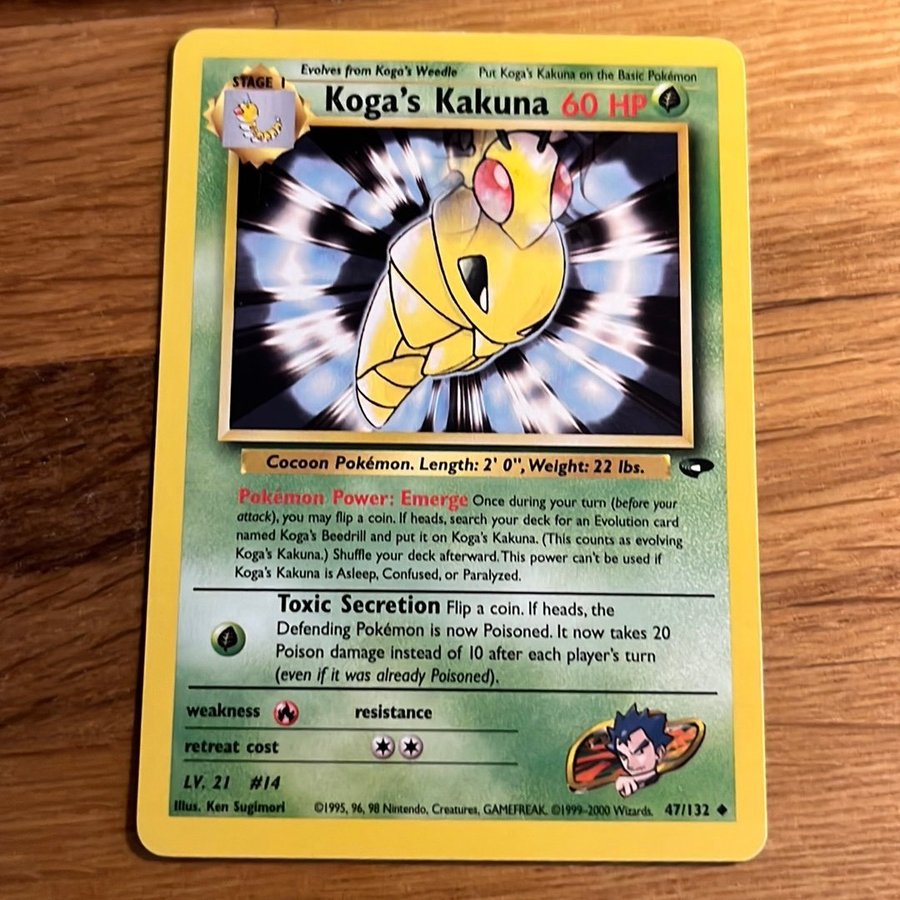 Evolves from Koga's Weedle Put Koga's Kakuna on the Basic Pokémon
STAGE 1
Koga's Kakuna 60 HP
Cocoon Pokémon. Length: 2' 0", Weight: 22 lbs.
Pokémon Power: Emerge Once during your turn (before your
attack), you may flip a coin. If heads, search your deck for an Evolution card
named Koga's Beedrill and put it on Koga's Kakuna. (This counts as evolving
Koga's Kakuna.) Shuffle your deck afterward. This power can't be used if
Koga's Kakuna is Asleep, Confused, or Paralyzed.
Toxic Secretion Flip a coin. If heads, the
Defending Pokémon is now Poisoned. It now takes 20
Poison damage instead of 10 after each player's turn
(even if it was already Poisoned).
weakness resistance
retreat cost
LV. 21 #14
Illus. Ken Sugimori ©1995, 96, 98 Nintendo, Creatures, GAMEFREAK. ©1999-2000 Wizards. 47/132